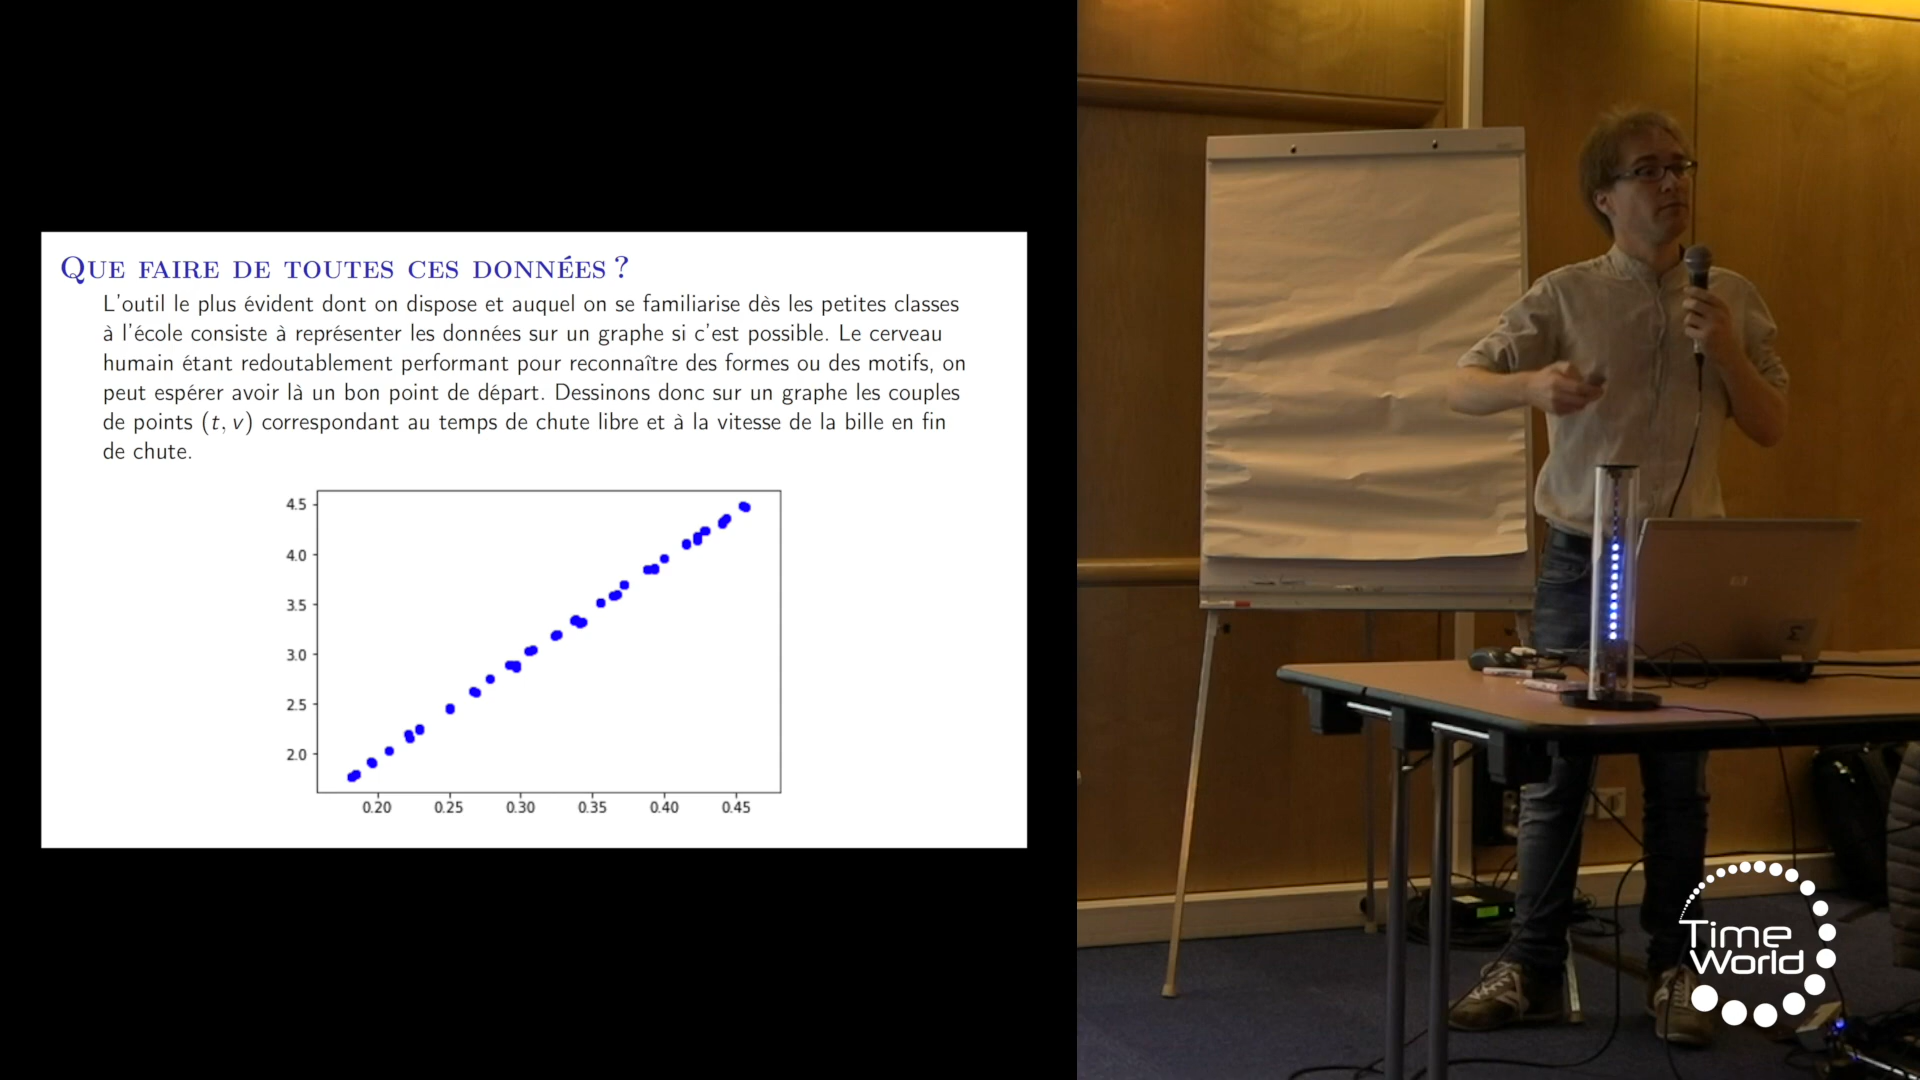 QUE FAIRE DE TOUTES CES DONNÉES ?
L'outil le plus évident dont on dispose et auquel on se familiarise dès les petites classes
à l'école consiste à représenter les données sur un graphe si c'est possible. Le cerveau
humain étant redoutablement performant pour reconnaître des formes ou des motifs, on
peut espérer avoir là un bon point de départ. Dessinons donc sur un graphe les couples
de points (t, v) correspondant au temps de chute libre et à la vitesse de la bille en fin
de chute.
4.5
4.0
3.5
3.0
2.5
2.0
0.20 0.25 0.30 0.35 0.40 0.45
Time
World